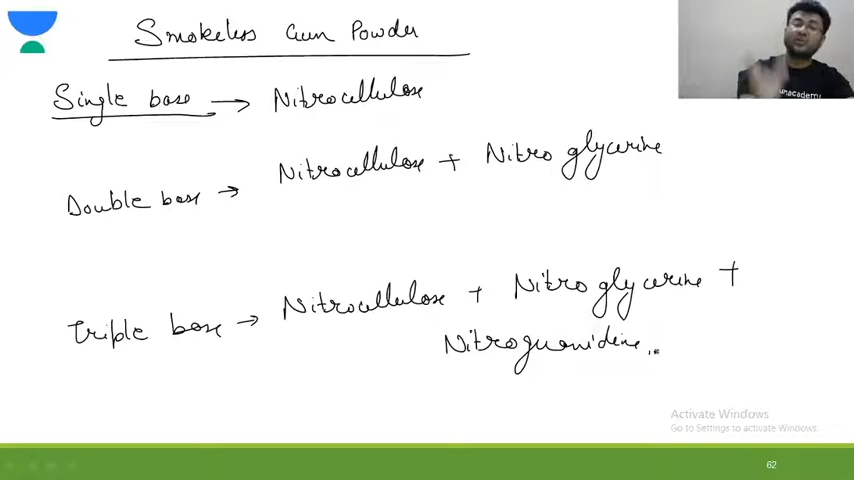 Smokeless Gun Powder
Single base → Nitrocellulose
Double base → Nitrocellulose + Nitroglycerine
Triple base → Nitrocellulose + Nitroglycerine +
Nitroguanidine
unacademy
Activate Windows
Go to Settings to activate Windows.
62